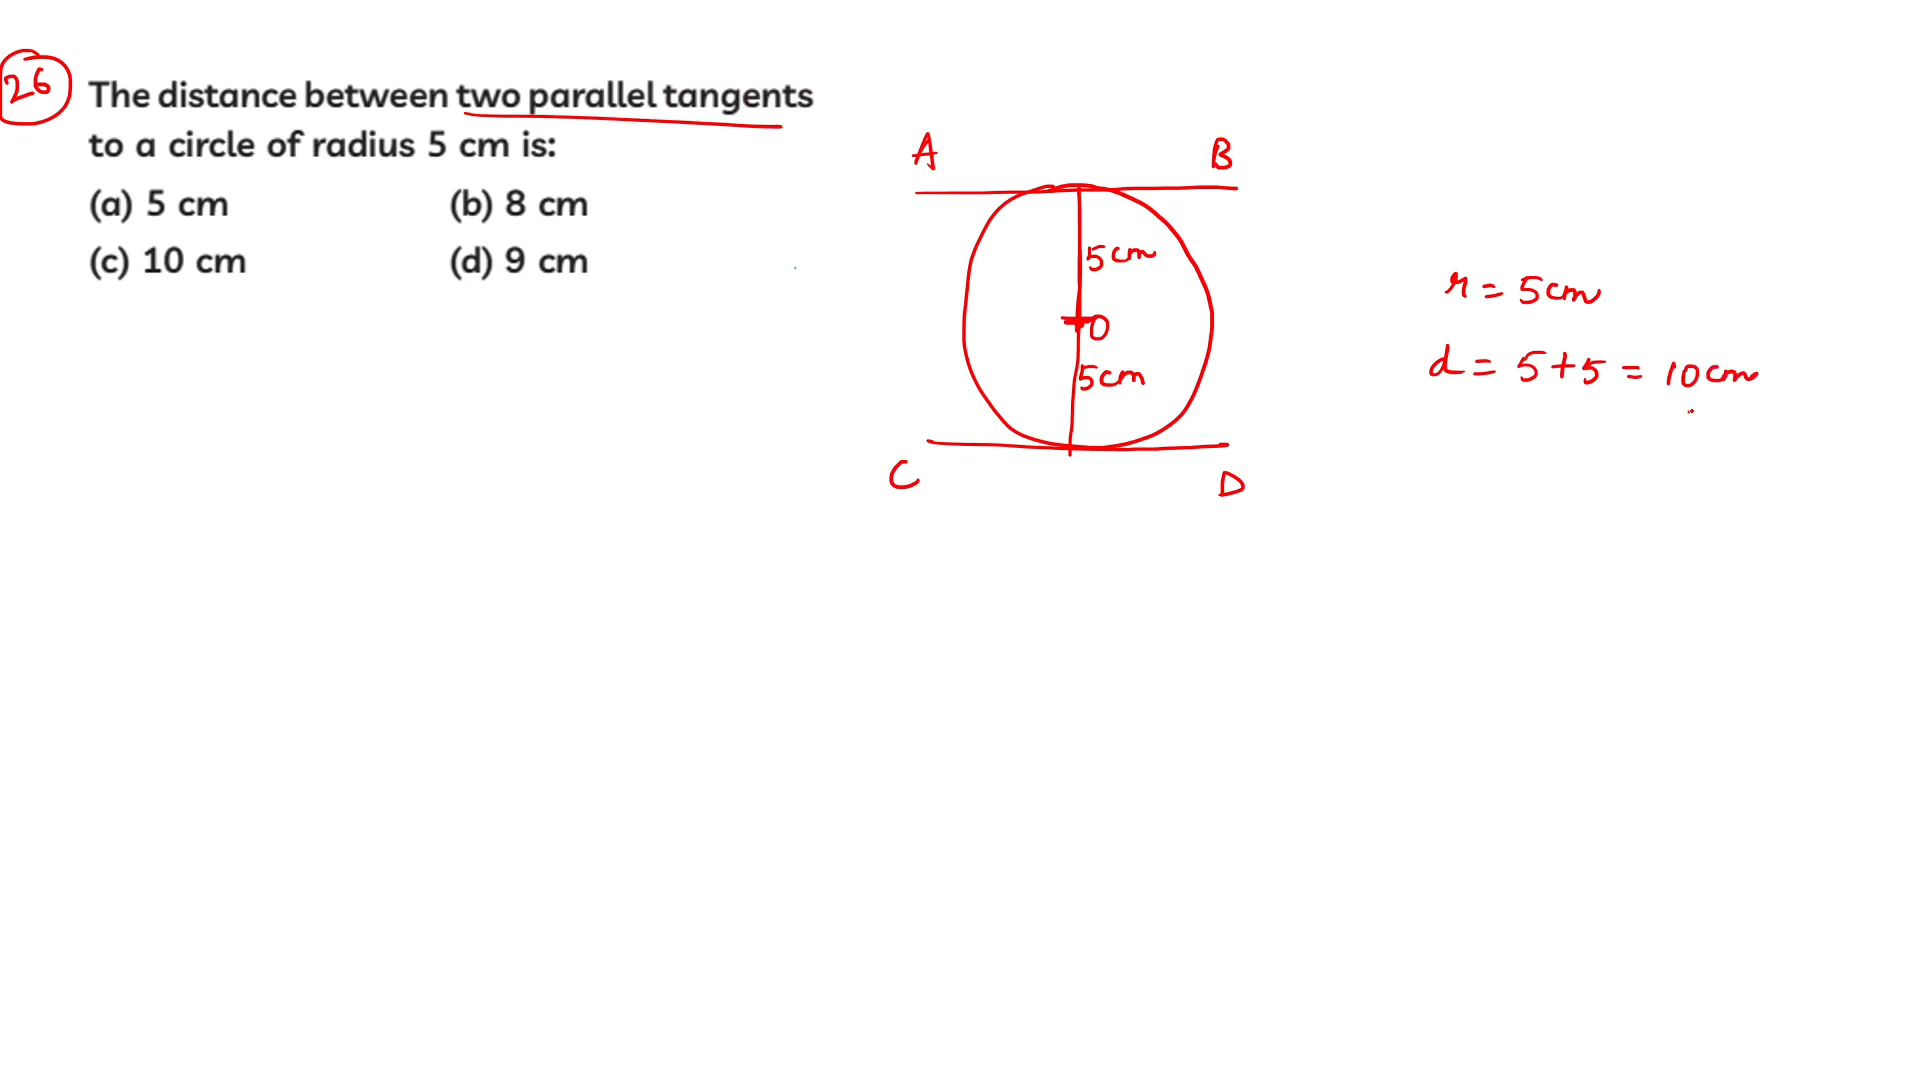 26
The distance between two parallel tangents
to a circle of radius 5 cm is:
(a) 5 cm (b) 8 cm
(c) 10 cm (d) 9 cm
A B
5cm
O
5cm
C D
r = 5cm
d = 5+5 = 10cm